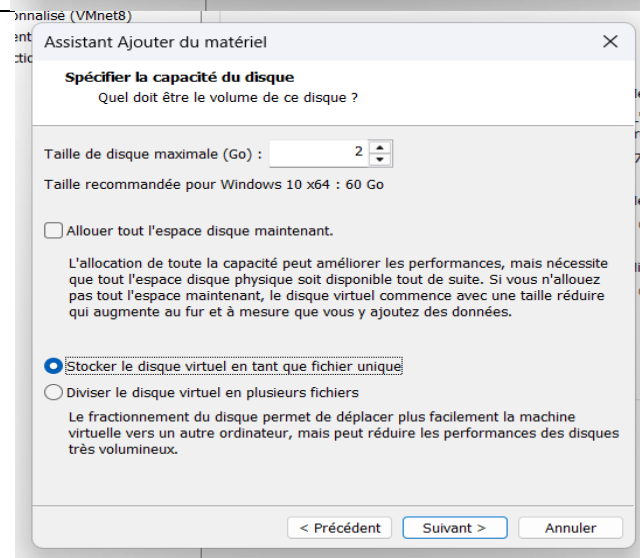 onnalisé (VMnet8)
Assistant Ajouter du matériel
Spécifier la capacité du disque
Quel doit être le volume de ce disque ?
Taille de disque maximale (Go) : 2
Taille recommandée pour Windows 10 x64 : 60 Go
Allouer tout l'espace disque maintenant.
L'allocation de toute la capacité peut améliorer les performances, mais nécessite
que tout l'espace disque physique soit disponible tout de suite. Si vous n'allouez
pas tout l'espace maintenant, le disque virtuel commence avec une taille réduite
qui augmente au fur et à mesure que vous y ajoutez des données.
Stocker le disque virtuel en tant que fichier unique
Diviser le disque virtuel en plusieurs fichiers
Le fractionnement du disque permet de déplacer plus facilement la machine
virtuelle vers un autre ordinateur, mais peut réduire les performances des disques
très volumineux.
< Précédent Suivant > Annuler